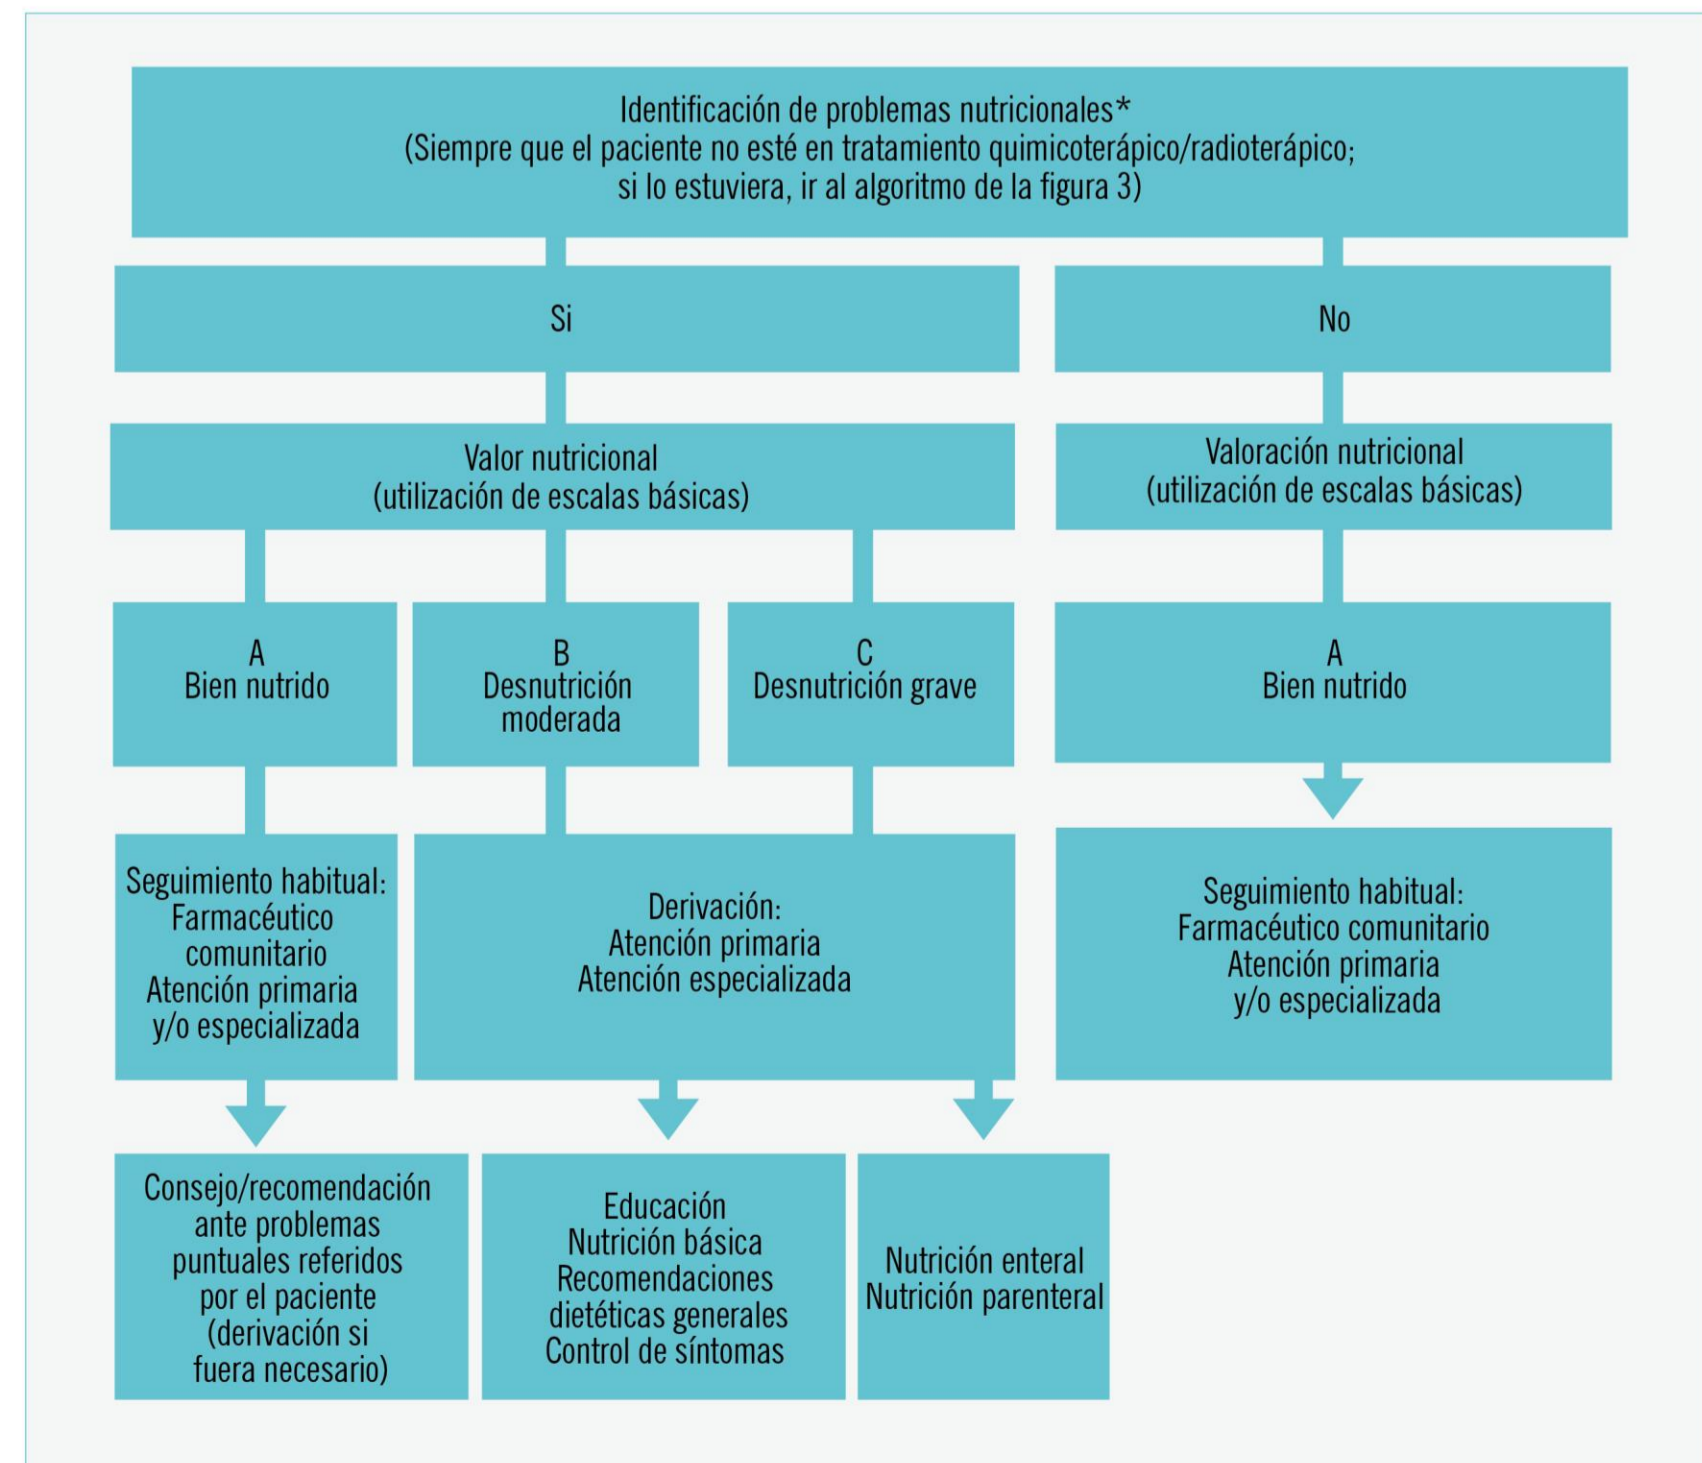 Identificación de problemas nutricionales*
(Siempre que el paciente no esté en tratamiento quimicoterápico/radioterápico;
si lo estuviera, ir al algoritmo de la figura 3)
Si
No
Valor nutricional
(utilización de escalas básicas)
Valoración nutricional
(utilización de escalas básicas)
A
Bien nutrido
B
Desnutrición
moderada
C
Desnutrición grave
A
Bien nutrido
Seguimiento habitual:
Farmacéutico
comunitario
Atención primaria
y/o especializada
Derivación:
Atención primaria
Atención especializada
Seguimiento habitual:
Farmacéutico comunitario
Atención primaria
y/o especializada
Consejo/recomendación
ante problemas
puntuales referidos
por el paciente
(derivación si
fuera necesario)
Educación
Nutrición básica
Recomendaciones
dietéticas generales
Control de síntomas
Nutrición enteral
Nutrición parenteral